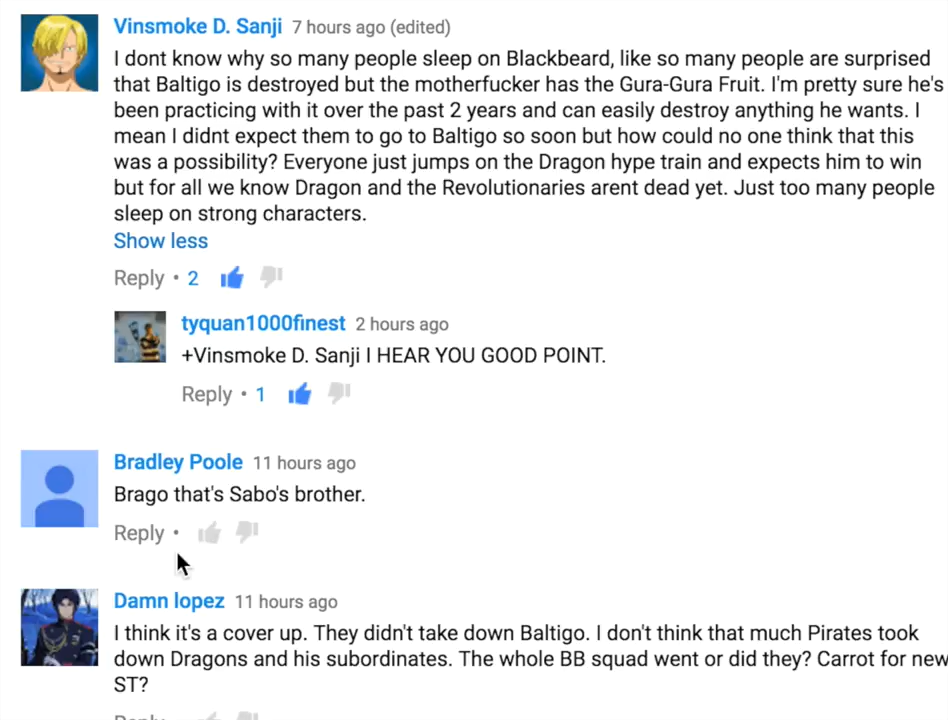 Vinsmoke D. Sanji 7 hours ago (edited)
I dont know why so many people sleep on Blackbeard, like so many people are surprised
that Baltigo is destroyed but the motherfucker has the Gura-Gura Fruit. I'm pretty sure he's
been practicing with it over the past 2 years and can easily destroy anything he wants. I
mean I didnt expect them to go to Baltigo so soon but how could no one think that this
was a possibility? Everyone just jumps on the Dragon hype train and expects him to win
but for all we know Dragon and the Revolutionaries arent dead yet. Just too many people
sleep on strong characters.
Show less
Reply • 2
tyquan1000finest 2 hours ago
+Vinsmoke D. Sanji I HEAR YOU GOOD POINT.
Reply • 1
Bradley Poole 11 hours ago
Brago that's Sabo's brother.
Reply •
Damn lopez 11 hours ago
I think it's a cover up. They didn't take down Baltigo. I don't think that much Pirates took
down Dragons and his subordinates. The whole BB squad went or did they? Carrot for new
ST?
Reply